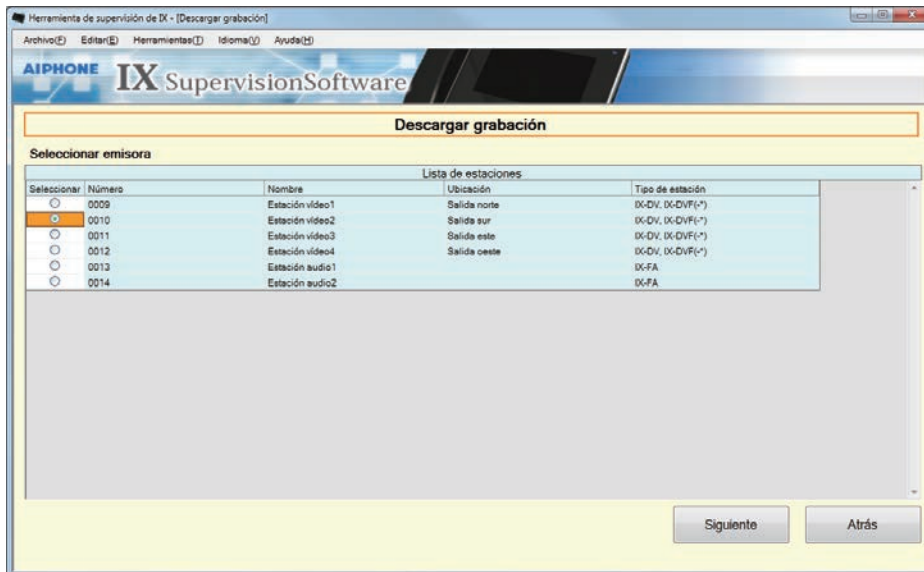 Herramienta de supervisión de IX - [Descargar grabación]
Archivo(F) Editar(E) Herramientas(T) Idioma(V) Ayuda(H)
AIPHONE IX SupervisionSoftware
Descargar grabación
Seleccionar emisora
Lista de estaciones
Seleccionar Número Nombre Ubicación Tipo de estación
0009 Estación vídeo1 Salida norte IX-DV, IX-DVF(-*)
0010 Estación vídeo2 Salida sur IX-DV, IX-DVF(-*)
0011 Estación vídeo3 Salida este IX-DV, IX-DVF(-*)
0012 Estación vídeo4 Salida oeste IX-DV, IX-DVF(-*)
0013 Estación audio1 IX-FA
0014 Estación audio2 IX-FA
Siguiente Atrás